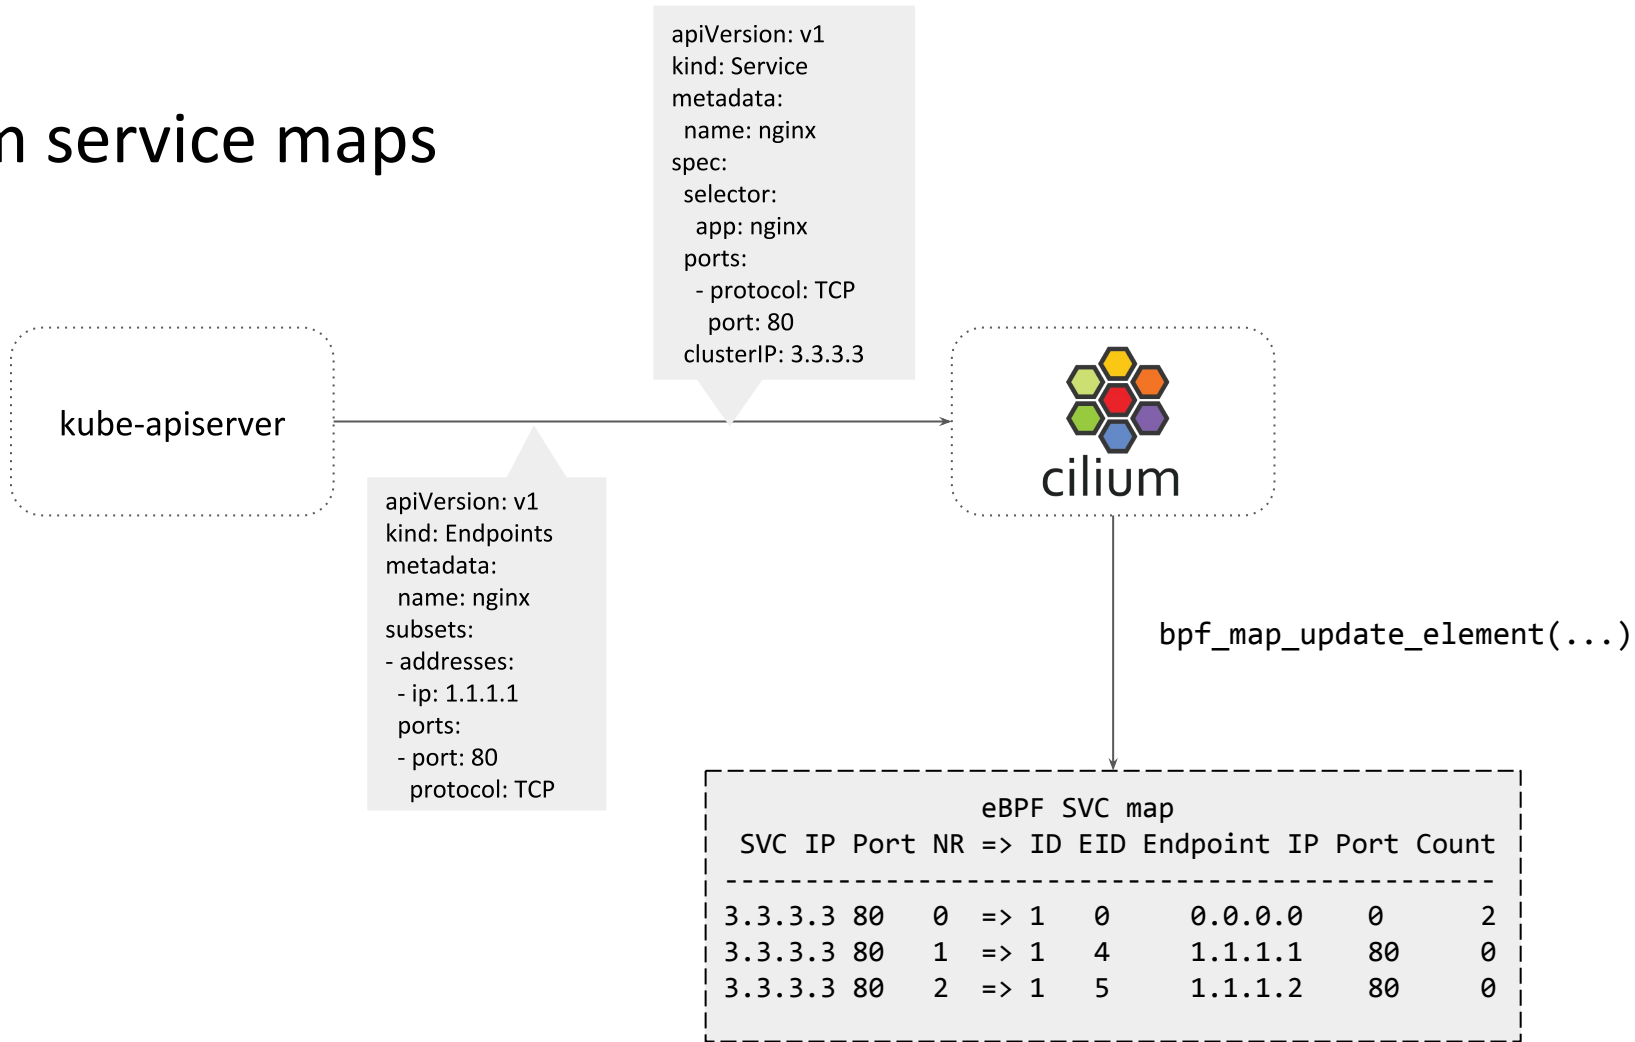 m service maps
apiVersion: v1
kind: Service
metadata:
name: nginx
spec:
selector:
app: nginx
ports:
- protocol: TCP
port: 80
clusterIP: 3.3.3.3
kube-apiserver
cilium
apiVersion: v1
kind: Endpoints
metadata:
name: nginx
subsets:
- addresses:
- ip: 1.1.1.1
ports:
- port: 80
protocol: TCP
bpf_map_update_element(...)
eBPF SVC map
SVC IP Port NR => ID EID Endpoint IP Port Count
------------------------------------------------
3.3.3.3 80 0 => 1 0 0.0.0.0 0 2
3.3.3.3 80 1 => 1 4 1.1.1.1 80 0
3.3.3.3 80 2 => 1 5 1.1.1.2 80 0